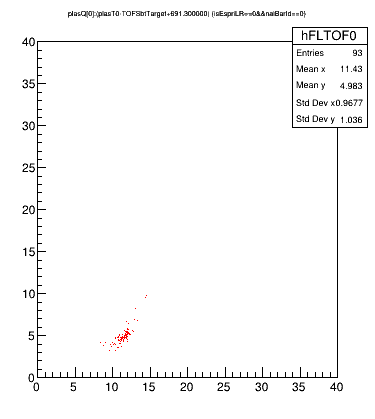 plasQ[0]:(plasT0-TOFSbtTarget+691.300600) {isEspriLR==0&&naiBarId==0}
hFLTOF0
Entries 93
Mean x 11.43
Mean y 4.983
Std Dev x 0.9677
Std Dev y 1.036
40
35
30
25
20
15
10
5
0
0 5 10 15 20 25 30 35 40